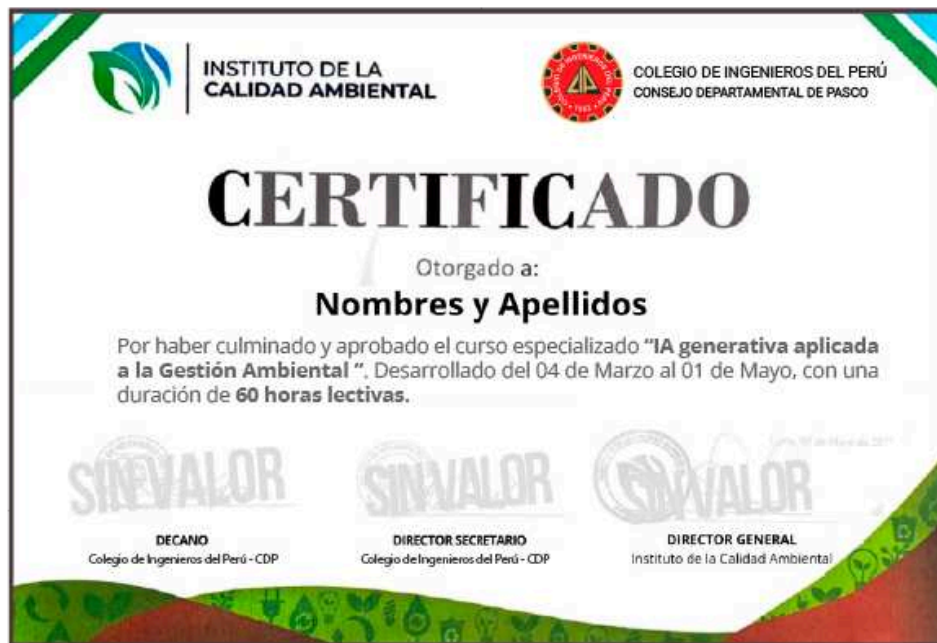 INSTITUTO DE LA
CALIDAD AMBIENTAL
COLEGIO DE INGENIEROS DEL PERÚ
CONSEJO DEPARTAMENTAL DE PASCO
CERTIFICADO
Otorgado a:
Nombres y Apellidos
Por haber culminado y aprobado el curso especializado “IA generativa aplicada
a la Gestión Ambiental ”. Desarrollado del 04 de Marzo al 01 de Mayo, con una
duración de 60 horas lectivas.
SIN VALOR
SIN VALOR
SIN VALOR
DECANO
Colegio de Ingenieros del Perú - CDP
DIRECTOR SECRETARIO
Colegio de Ingenieros del Perú - CDP
DIRECTOR GENERAL
Instituto de la Calidad Ambiental